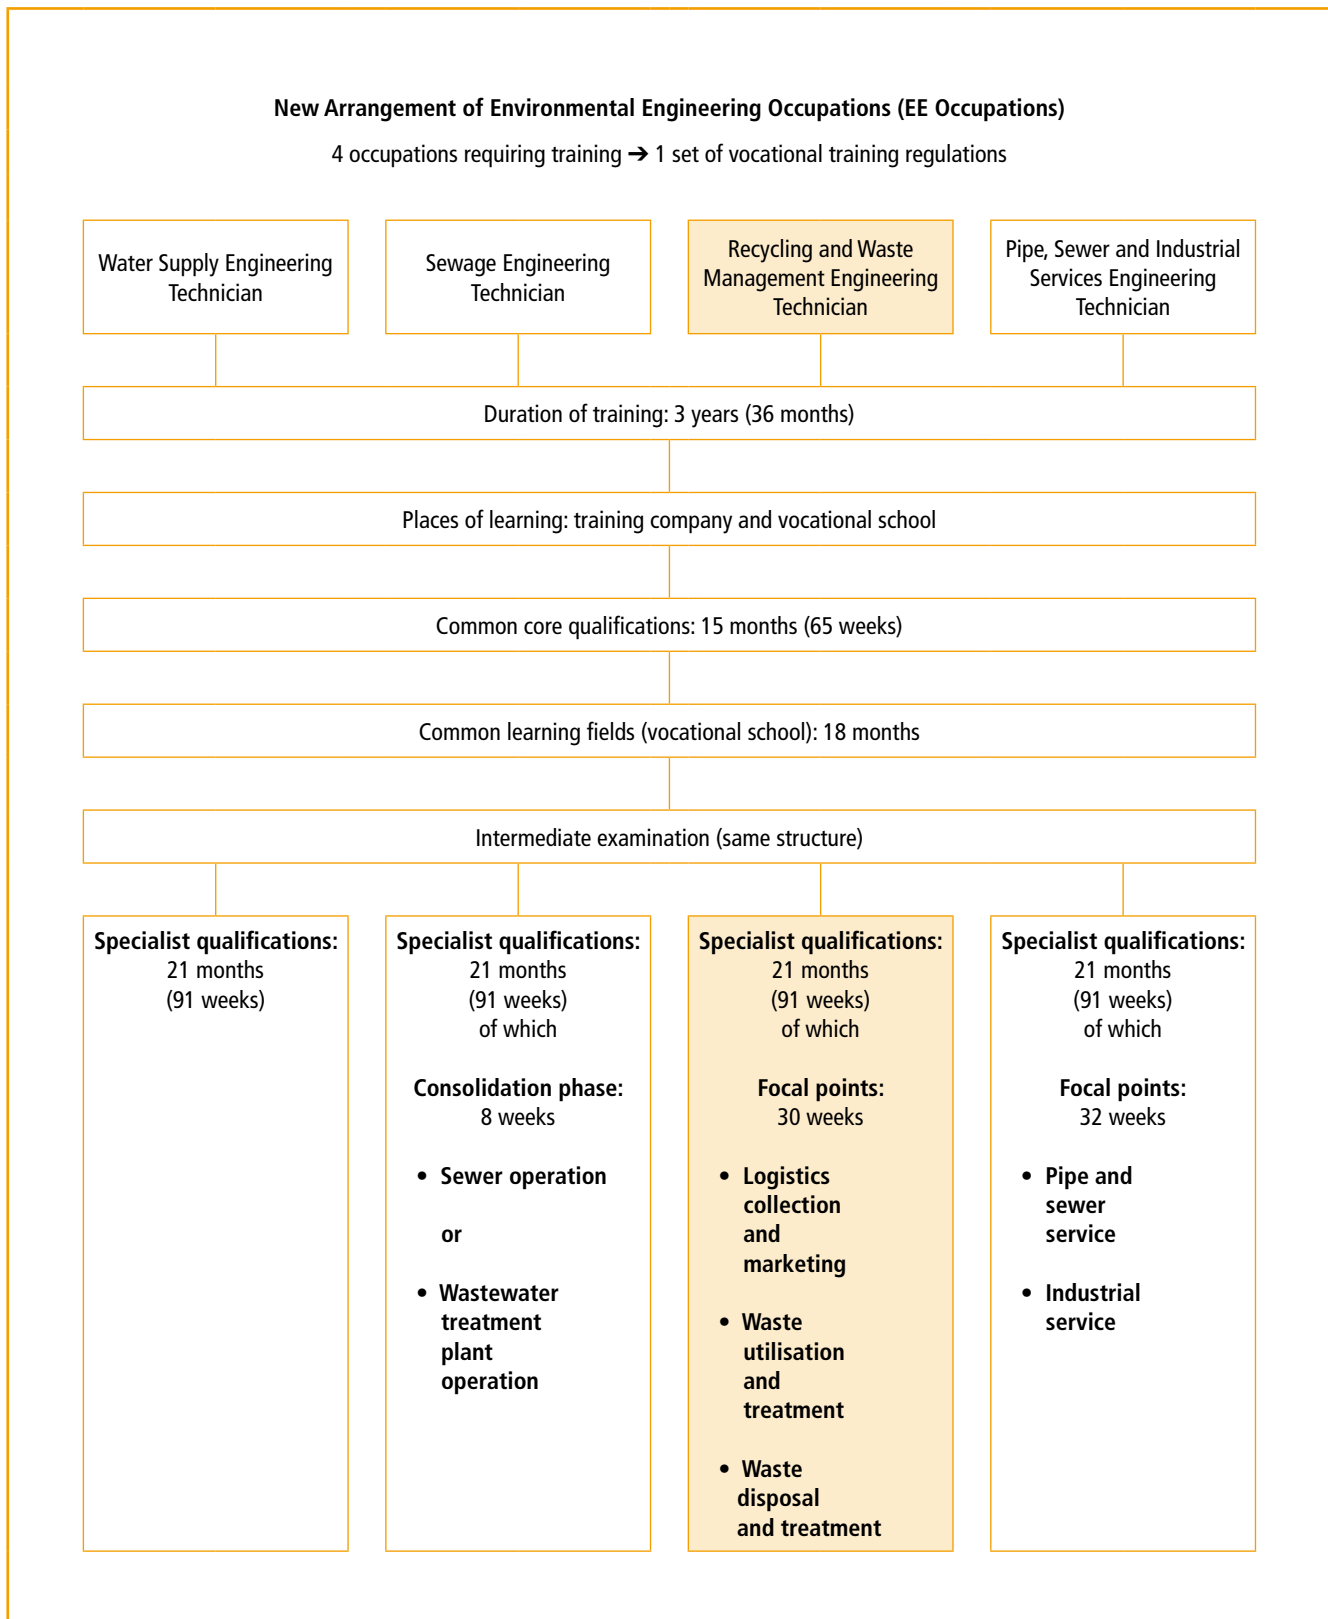 New Arrangement of Environmental Engineering Occupations (EE Occupations)
4 occupations requiring training ➔ 1 set of vocational training regulations
Water Supply Engineering
Technician
Sewage Engineering
Technician
Recycling and Waste
Management Engineering
Technician
Pipe, Sewer and Industrial
Services Engineering
Technician
Duration of training: 3 years (36 months)
Places of learning: training company and vocational school
Common core qualifications: 15 months (65 weeks)
Common learning fields (vocational school): 18 months
Intermediate examination (same structure)
Specialist qualifications:
21 months
(91 weeks)
Specialist qualifications:
21 months
(91 weeks)
of which
Consolidation phase:
8 weeks
• Sewer operation
or
• Wastewater
treatment
plant
operation
Specialist qualifications:
21 months
(91 weeks)
of which
Focal points:
30 weeks
• Logistics
collection
and
marketing
• Waste
utilisation
and
treatment
• Waste
disposal
and treatment
Specialist qualifications:
21 months
(91 weeks)
of which
Focal points:
32 weeks
• Pipe and
sewer
service
• Industrial
service